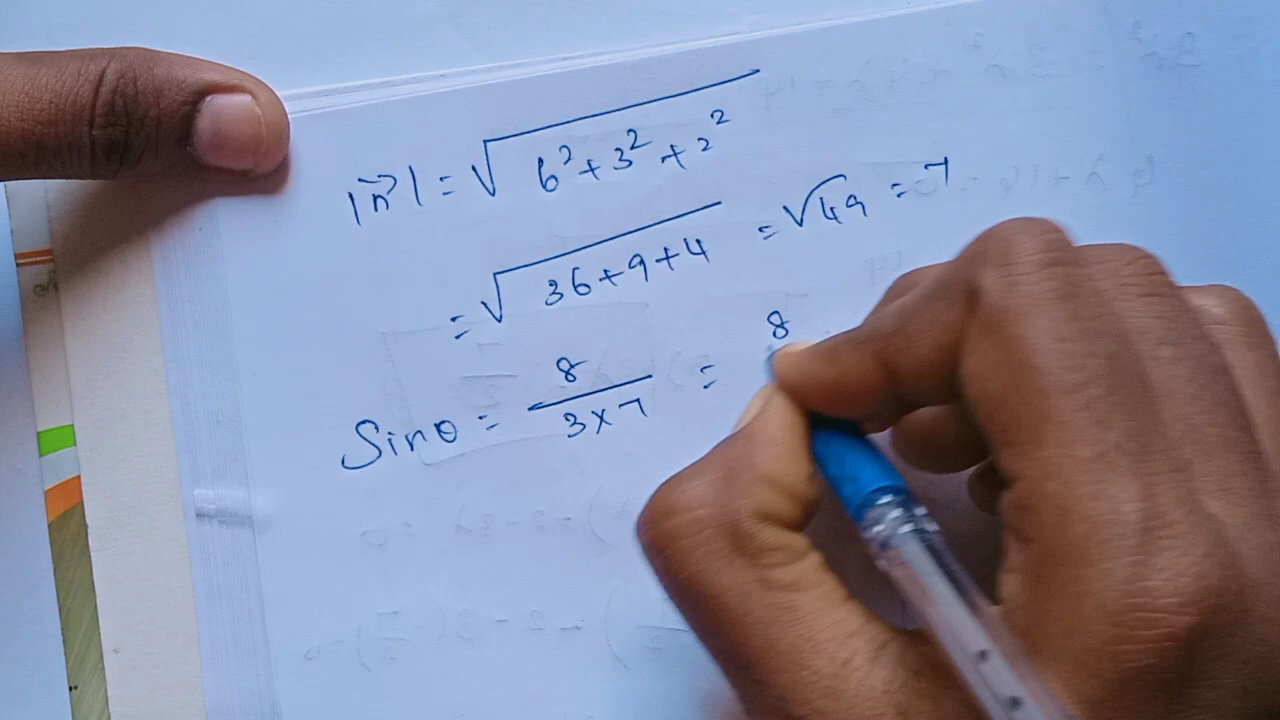 |n⃗| = √6² + 3² + 2²
= √36+9+4 = √49 = 7
Sinθ = 8/3×7 = 8